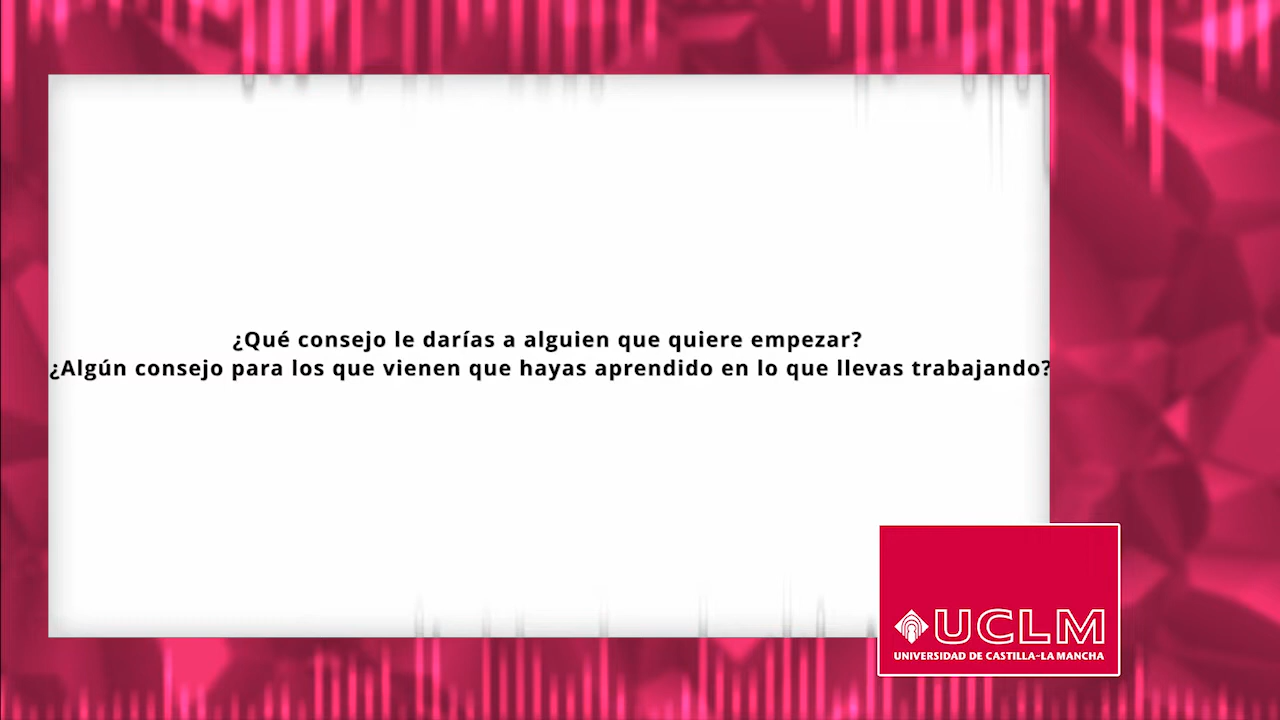 ¿Qué consejo le darías a alguien que quiere empezar?
¿Algún consejo para los que vienen que hayas aprendido en lo que llevas trabajando?
UCLM
UNIVERSIDAD DE CASTILLA-LA MANCHA